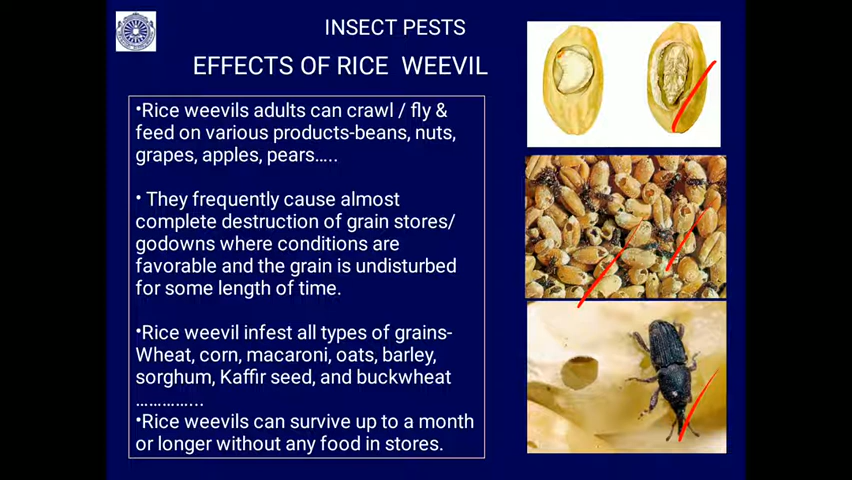 INSECT PESTS
EFFECTS OF RICE WEEVIL
•Rice weevils adults can crawl / fly &
feed on various products-beans, nuts,
grapes, apples, pears…..
• They frequently cause almost
complete destruction of grain stores/
godowns where conditions are
favorable and the grain is undisturbed
for some length of time.
•Rice weevil infest all types of grains-
Wheat, corn, macaroni, oats, barley,
sorghum, Kaffir seed, and buckwheat
…………...
•Rice weevils can survive up to a month
or longer without any food in stores.